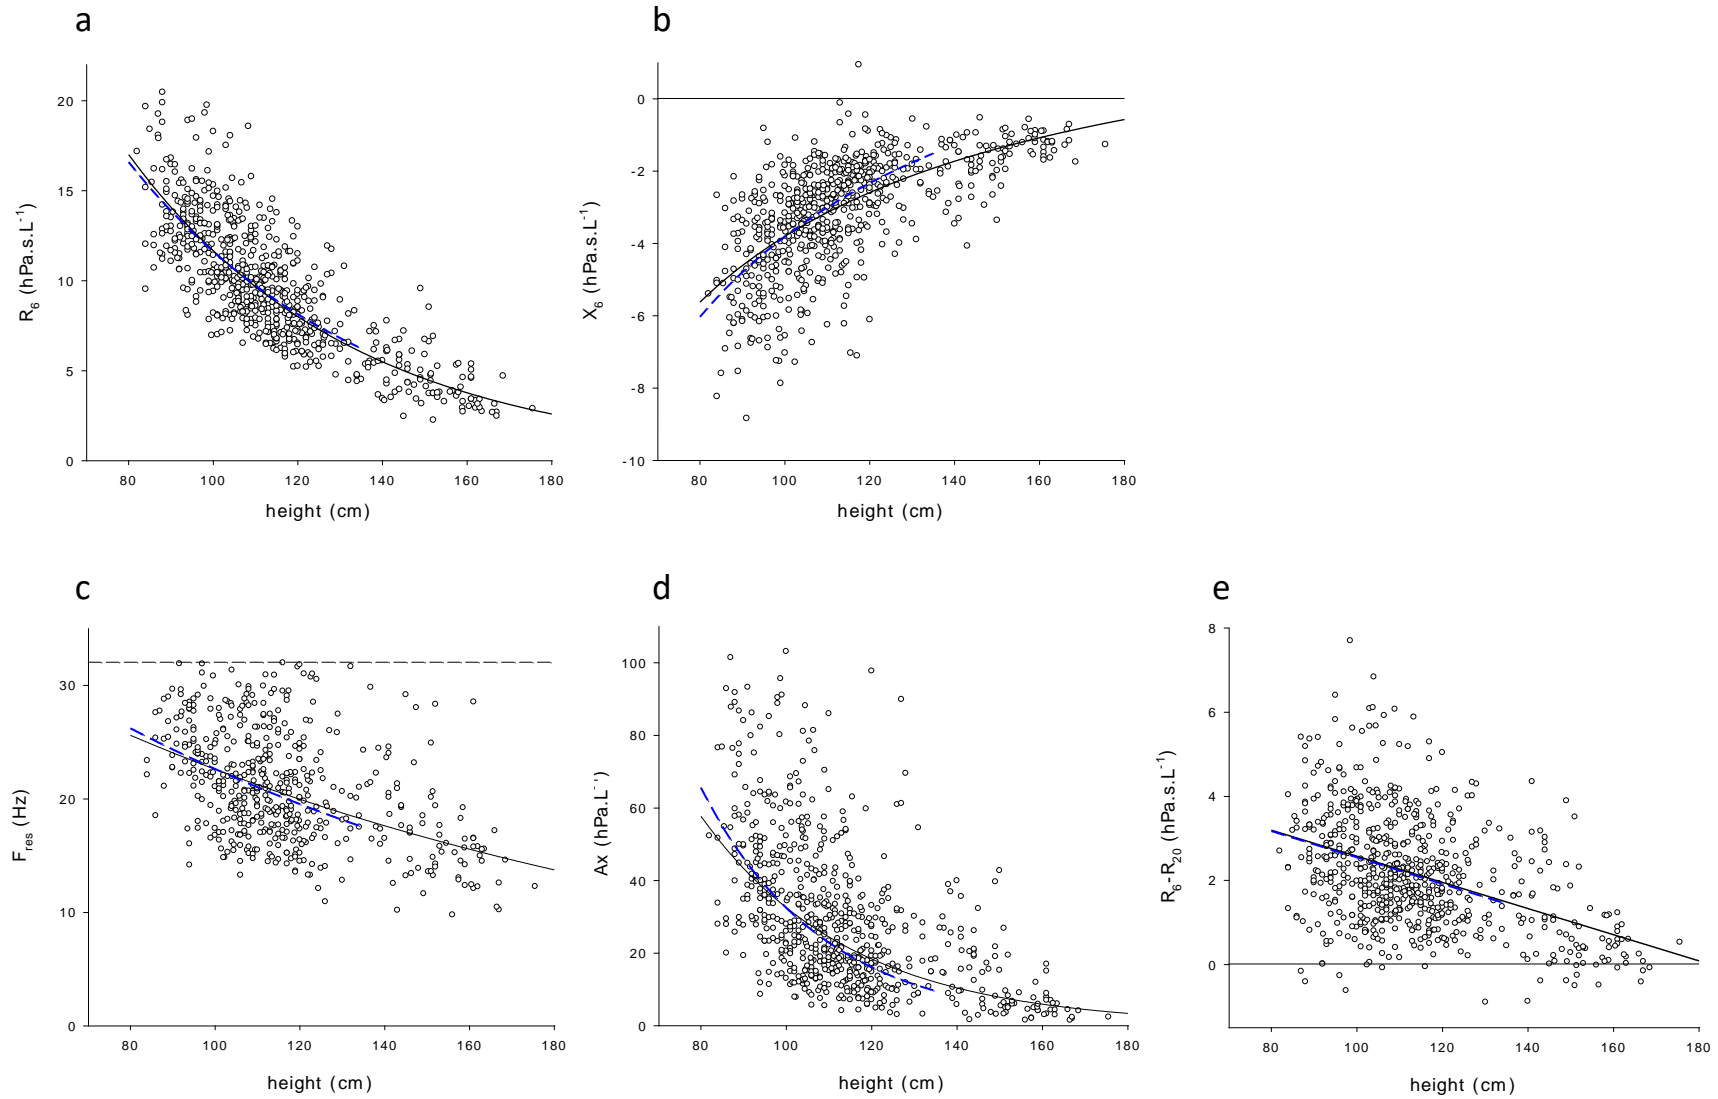 a
20
15
10
5
0
R6 (hPa.s.L-1)
80 100 120 140 160 180
height (cm)
b
0
-2
-4
-6
-8
-10
X6 (hPa.s.L-1)
80 100 120 140 160 180
height (cm)
c
30
20
10
0
Fres (Hz)
80 100 120 140 160 180
height (cm)
d
100
80
60
40
20
0
Ax (hPa.L-1)
80 100 120 140 160 180
height (cm)
e
8
6
4
2
0
R6-R20 (hPa.s.L-1)
80 100 120 140 160 180
height (cm)